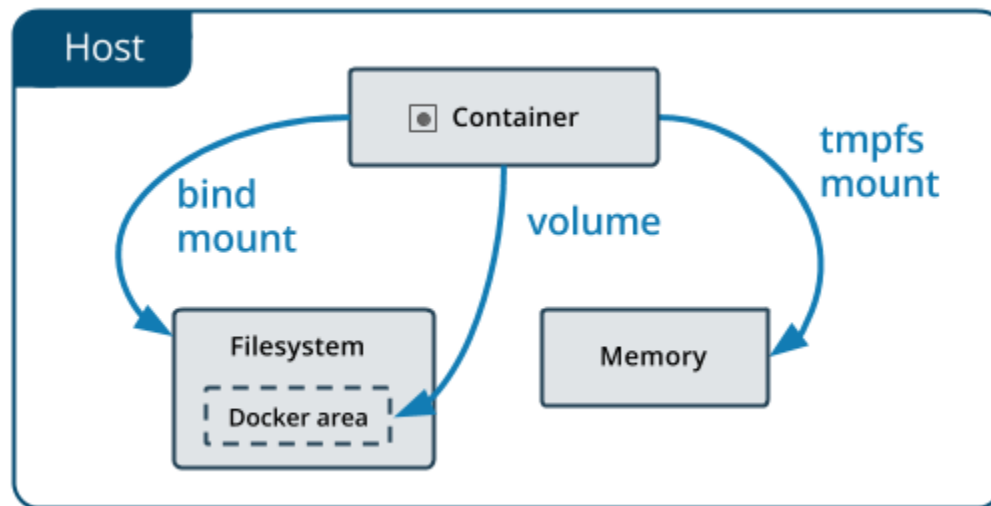 Host
Container
bind
mount
volume
tmpfs
mount
Filesystem
Docker area
Memory